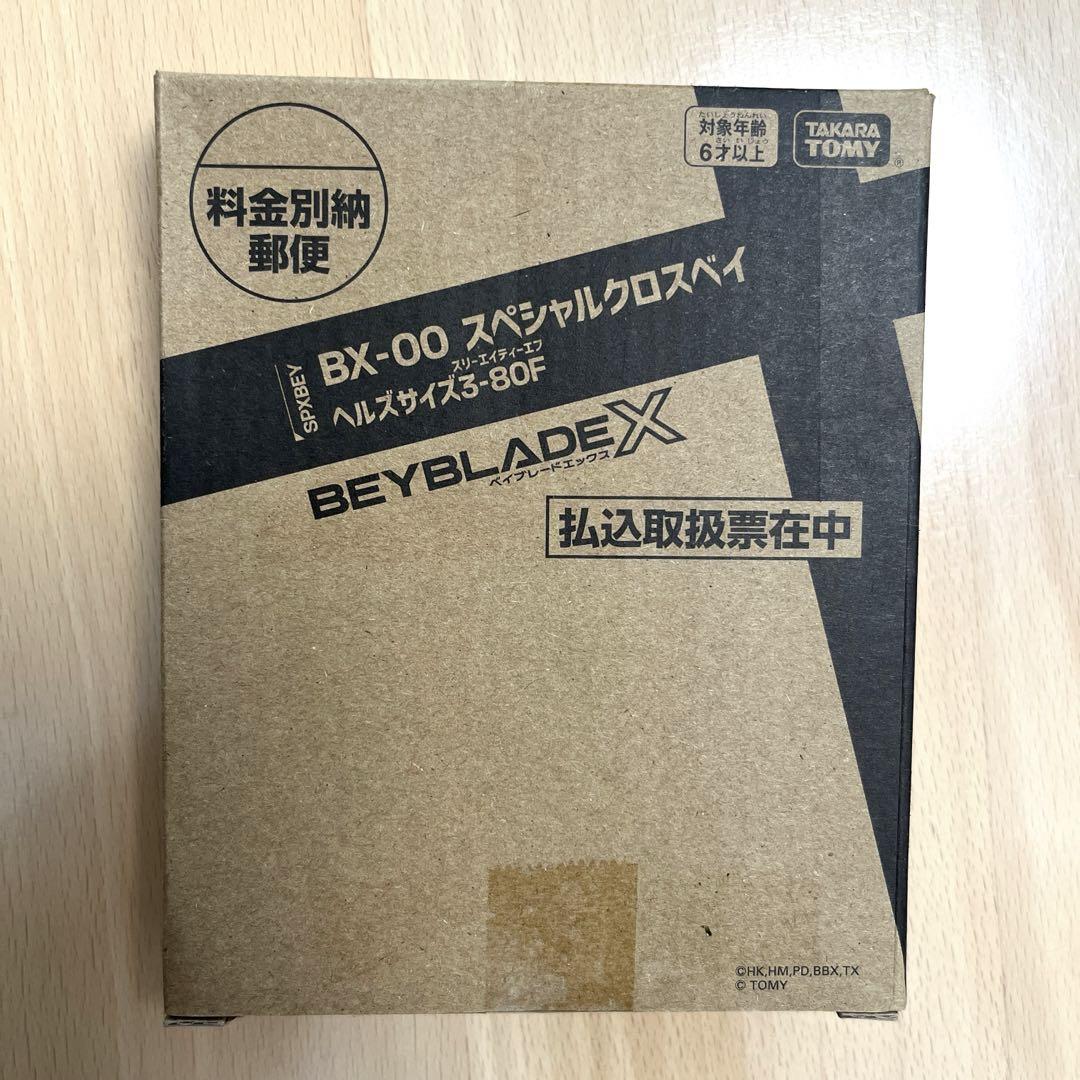 料金別納
郵便
たいしょうねんれい
対象年齢
さい いじょう
6才以上
TAKARA
TOMY
®
SPXBEY
BX-00 スペシャルクロスベイ
スリーエイティーエフ
ヘルズサイズ3-80F
BEYBLADE X
ベイブレードエックス
払込取扱票在中
©HK,HM,PD,BBX,TX
© TOMY